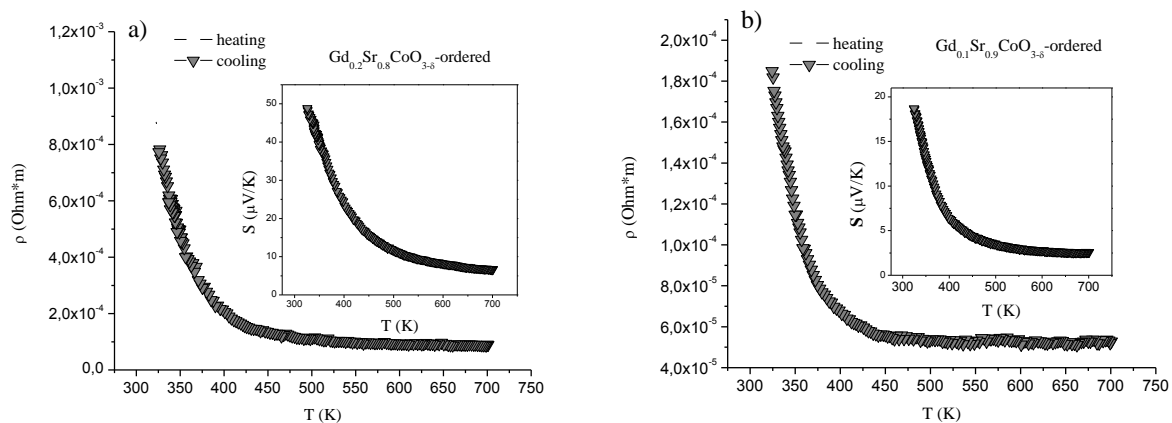 a)
heating
cooling
Gd0.2Sr0.8CoO3-δ-ordered
ρ (Ohm*m)
1,2x10-3
1,0x10-3
8,0x10-4
6,0x10-4
4,0x10-4
2,0x10-4
0,0
300 350 400 450 500 550 600 650 700 750
T (K)
S (µV/K)
50
40
30
20
10
0
300 400 500 600 700
T (K)
b)
heating
cooling
Gd0.1Sr0.9CoO3-δ-ordered
ρ (Ohm*m)
2,0x10-4
1,8x10-4
1,6x10-4
1,4x10-4
1,2x10-4
1,0x10-4
8,0x10-5
6,0x10-5
4,0x10-5
300 350 400 450 500 550 600 650 700 750
T (K)
S (µV/K)
20
15
10
5
0
300 400 500 600 700
T (K)